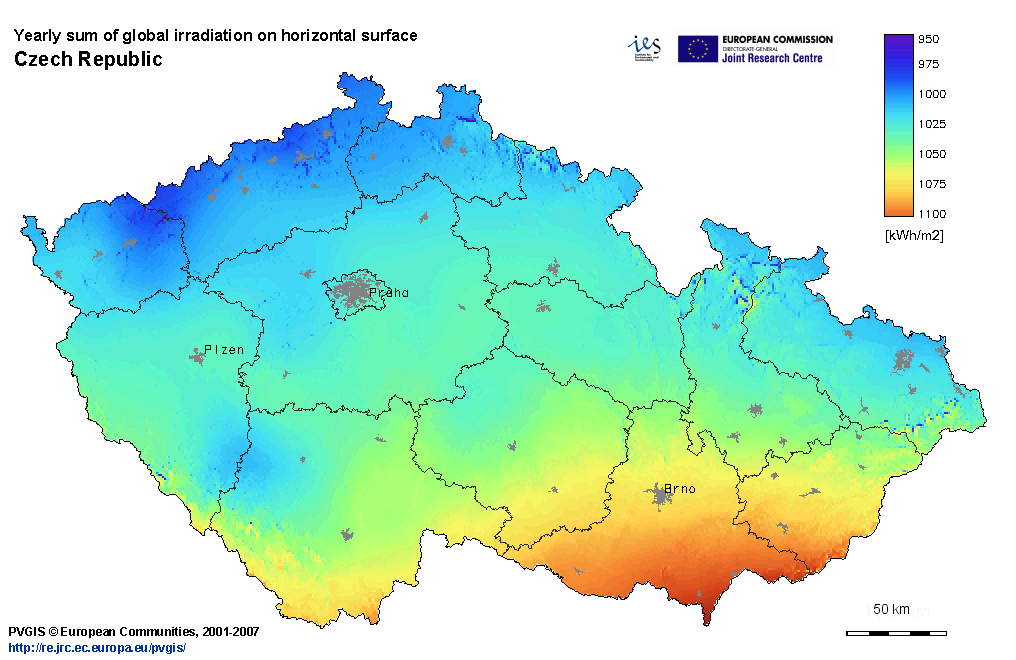 Yearly sum of global irradiation on horizontal surface
Czech Republic
ies
EUROPEAN COMMISSION
DIRECTORATE-GENERAL
Joint Research Centre
950
975
1000
1025
1050
1075
1100
[kWh/m2]
Praha
Plzen
Brno
50 km
PVGIS © European Communities, 2001-2007
http://re.jrc.ec.europa.eu/pvgis/